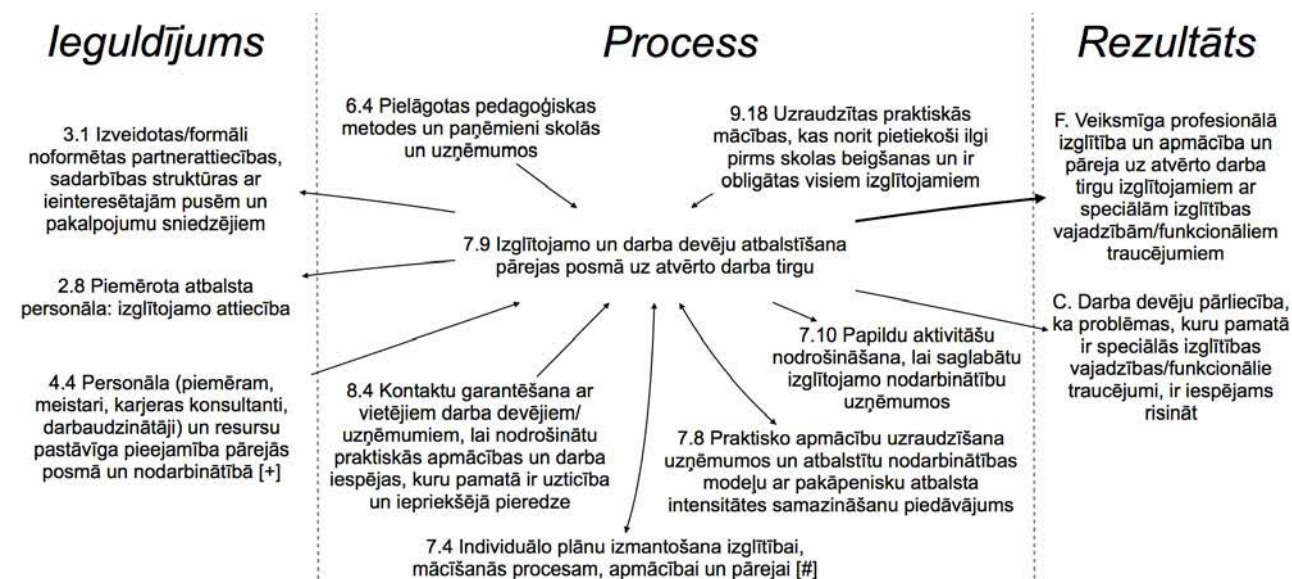 Ieguldījums
3.1 Izveidotas/formāli
noformētas partnerattiecības,
sadarbības struktūras ar
ieinteresētajām pusēm un
pakalpojumu sniedzējiem
2.8 Piemērota atbalsta
personāla: izglītojamo attiecība
4.4 Personāla (piemēram,
meistari, karjeras konsultanti,
darbaudzinātāji) un resursu
pastāvīga pieejamība pārejās
posmā un nodarbinātībā [+]
Process
6.4 Pielāgotas pedagoģiskas
metodes un paņēmieni skolās
un uzņēmumos
9.18 Uzraudzītas praktiskās
mācības, kas norit pietiekoši ilgi
pirms skolas beigšanas un ir
obligātas visiem izglītojamiem
7.9 Izglītojamo un darba devēju atbalstīšana
pārejas posmā uz atvērto darba tirgu
8.4 Kontaktu garantēšana ar
vietējiem darba devējiem/
uzņēmumiem, lai nodrošinātu
praktiskās apmācības un darba
iespējas, kuru pamatā ir uzticība
un iepriekšējā pieredze
7.10 Papildu aktivitāšu
nodrošināšana, lai saglabātu
izglītojamo nodarbinātību
uzņēmumos
7.8 Praktisko apmācību uzraudzīšana
uzņēmumos un atbalstītu nodarbinātības
modeļu ar pakāpenisku atbalsta
intensitātes samazināšanu piedāvājums
7.4 Individuālo plānu izmantošana izglītībai,
mācīšanās procesam, apmācībai un pārejai [#]
Rezultāts
F. Veiksmīga profesionālā
izglītība un apmācība un
pāreja uz atvērto darba
tirgu izglītojamiem ar
speciālām izglītības
vajadzībām/funkcionāliem
traucējumiem
C. Darba devēju pārliecība,
ka problēmas, kuru pamatā
ir speciālās izglītības
vajadzības/funkcionālie
traucējumi, ir iespējams
risināt